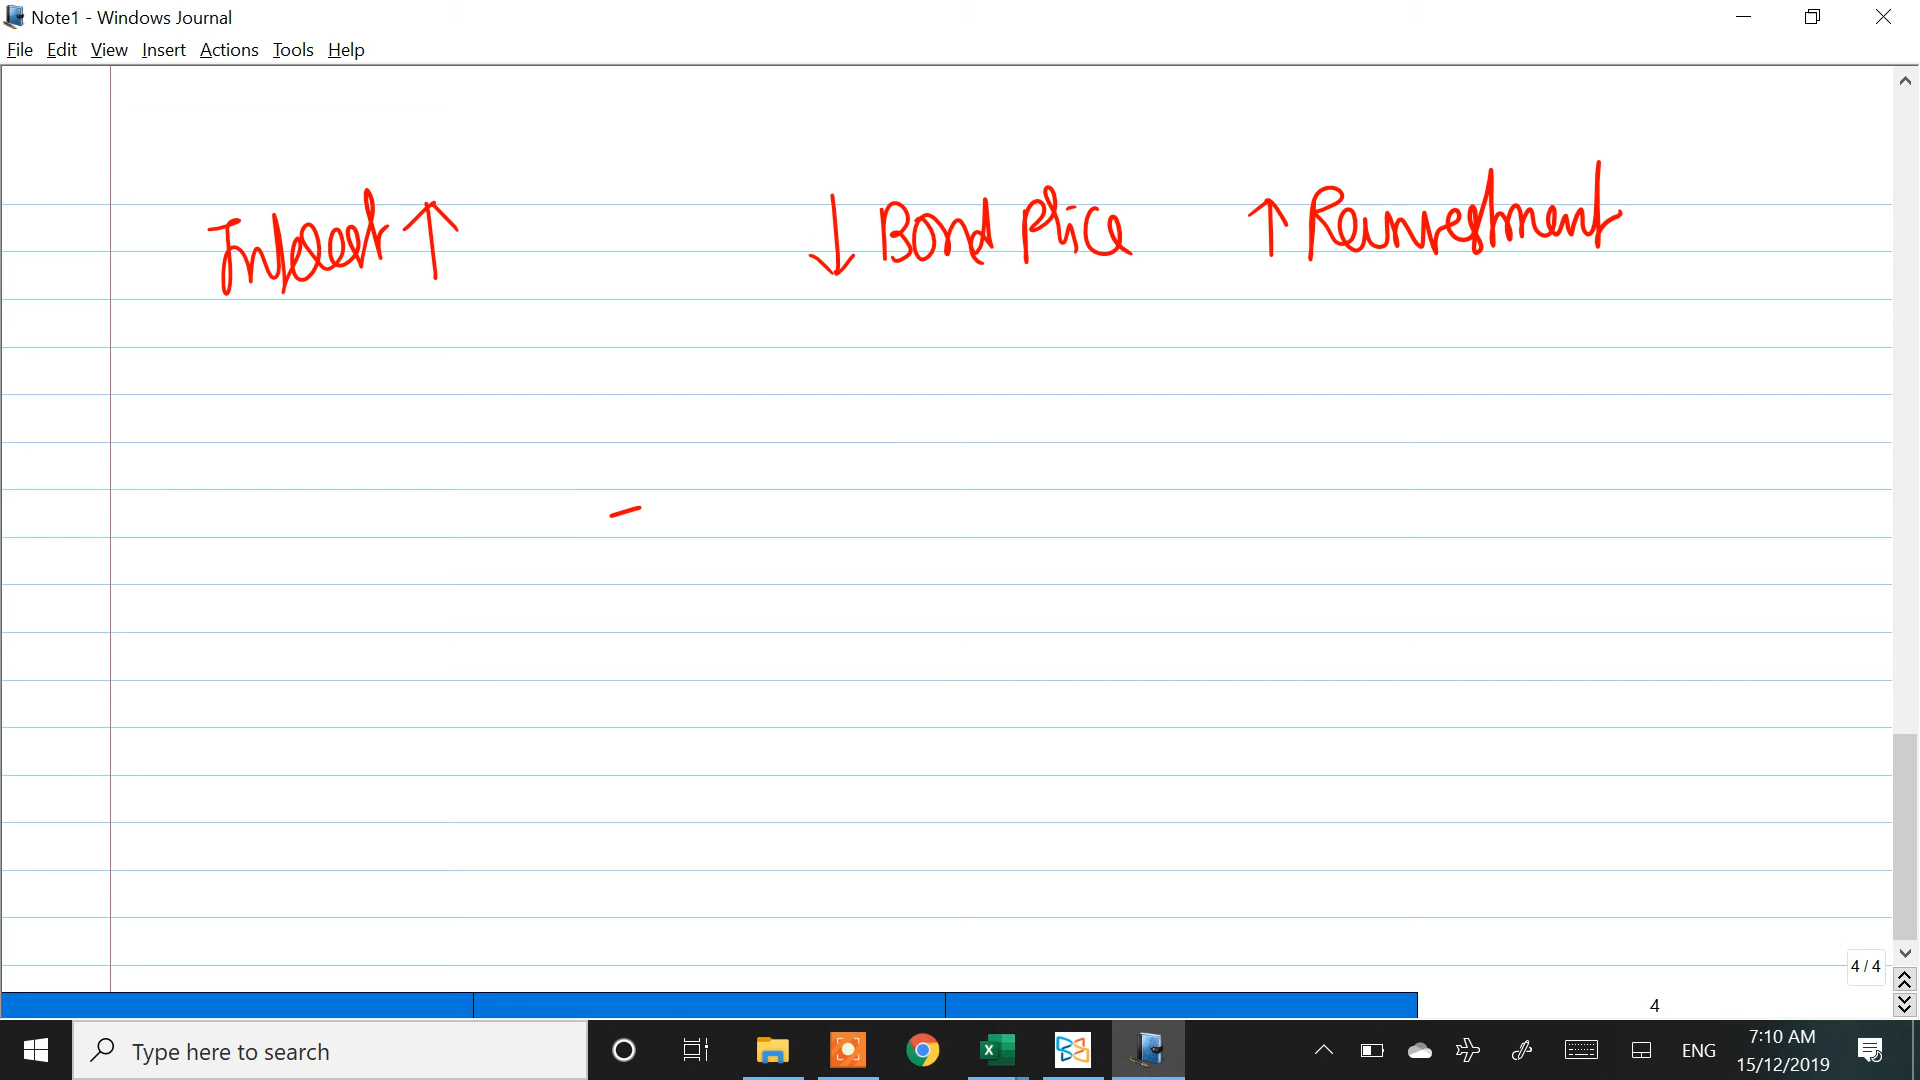 Note1 - Windows Journal
File Edit View Insert Actions Tools Help
Interest ↑ ↓ Bond Price ↑ Reinvestment
4 / 4
4
Type here to search
ENG
7:10 AM
15/12/2019